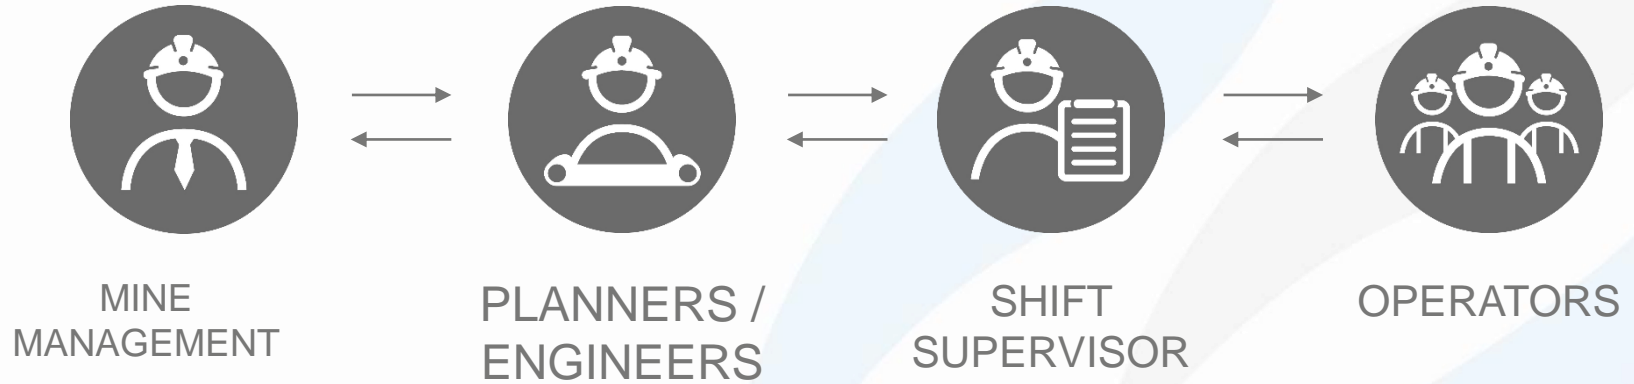 MINE
MANAGEMENT
PLANNERS /
ENGINEERS
SHIFT
SUPERVISOR
OPERATORS